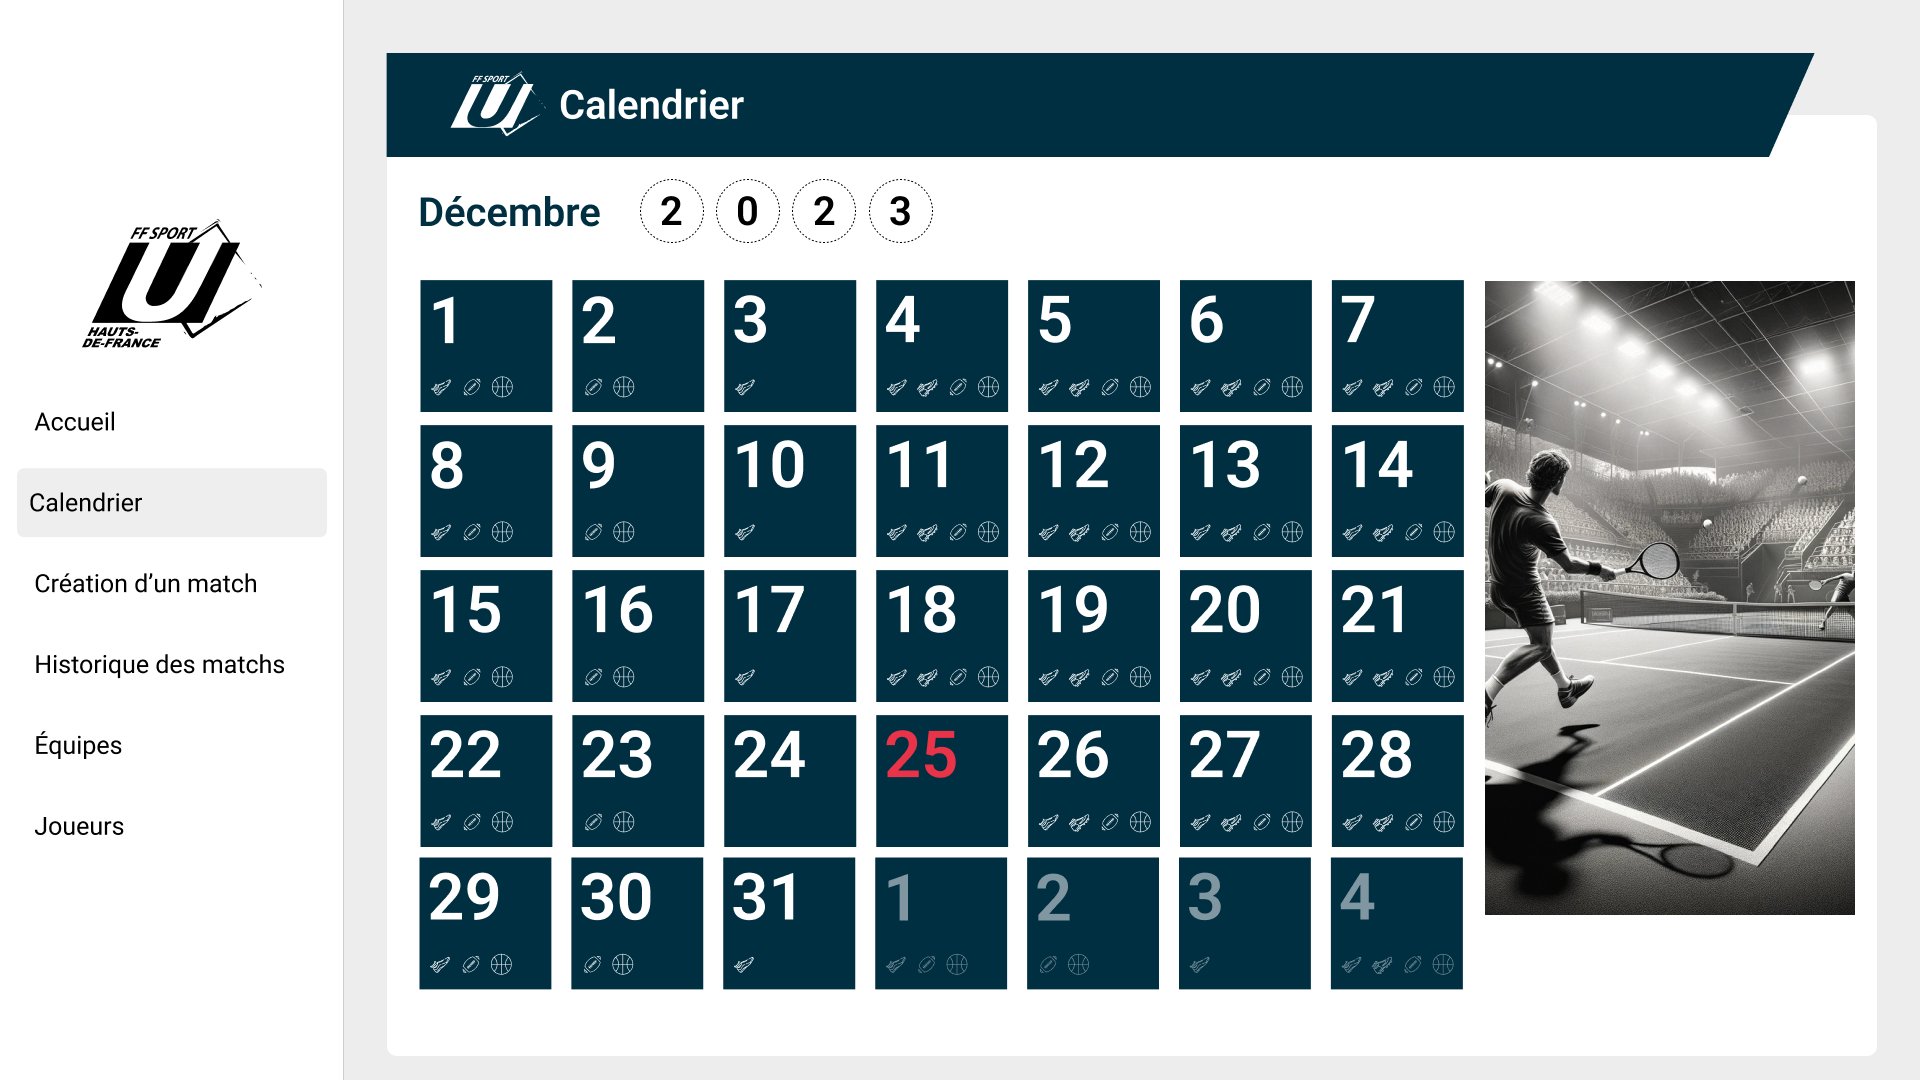 FF SPORT
U
HAUTS-
DE-FRANCE
Accueil
Calendrier
Création d’un match
Historique des matchs
Équipes
Joueurs
FF SPORT
U
Calendrier
Décembre 2 0 2 3
1 2 3 4 5 6 7
8 9 10 11 12 13 14
15 16 17 18 19 20 21
22 23 24 25 26 27 28
29 30 31 1 2 3 4